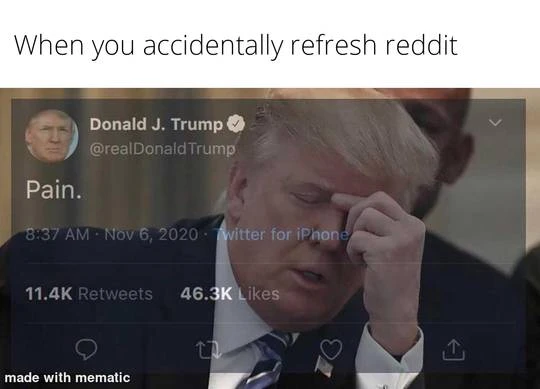 When you accidentally refresh reddit
Donald J. Trump
@realDonaldTrump
Pain.
8:37 AM · Nov 6, 2020 · Twitter for iPhone
11.4K Retweets 46.3K Likes
made with mematic